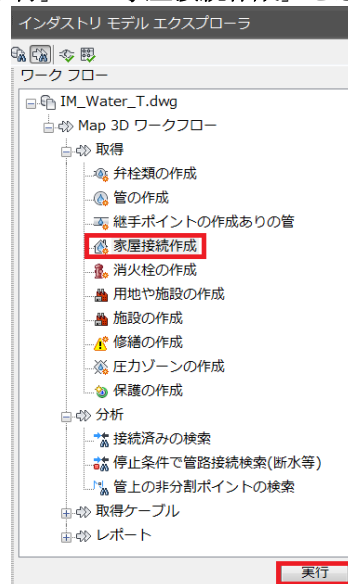 インダストリ モデル エクスプローラ
ワーク フロー
IM_Water_T.dwg
Map 3D ワークフロー
取得
弁栓類の作成
管の作成
継手ポイントの作成ありの管
家屋接続作成
消火栓の作成
用地や施設の作成
施設の作成
修繕の作成
圧力ゾーンの作成
保護の作成
分析
接続済みの検索
停止条件で管路接続検索(断水等)
管上の非分割ポイントの検索
取得ケーブル
レポート
実行